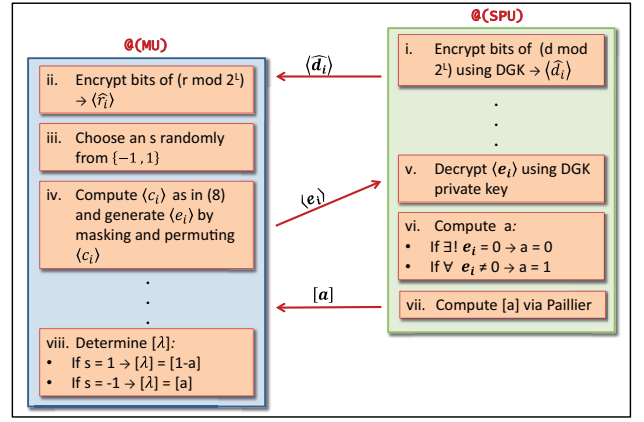 @(MU)
ii. Encrypt bits of (r mod 2ᴸ)
→ ⟨r̂ᵢ⟩
iii. Choose an s randomly
from {−1 , 1}
iv. Compute ⟨cᵢ⟩ as in (8)
and generate ⟨eᵢ⟩ by
masking and permuting
⟨cᵢ⟩
.
.
.
viii. Determine [λ]:
• If s = 1 → [λ] = [1-a]
• If s = -1 → [λ] = [a]
⟨d̂ᵢ⟩
⟨eᵢ⟩
[a]
@(SPU)
i. Encrypt bits of (d mod
2ᴸ) using DGK → ⟨d̂ᵢ⟩
.
.
.
v. Decrypt ⟨eᵢ⟩ using DGK
private key
vi. Compute a:
• If ∃! eᵢ = 0 → a = 0
• If ∀ eᵢ ≠ 0 → a = 1
vii. Compute [a] via Paillier